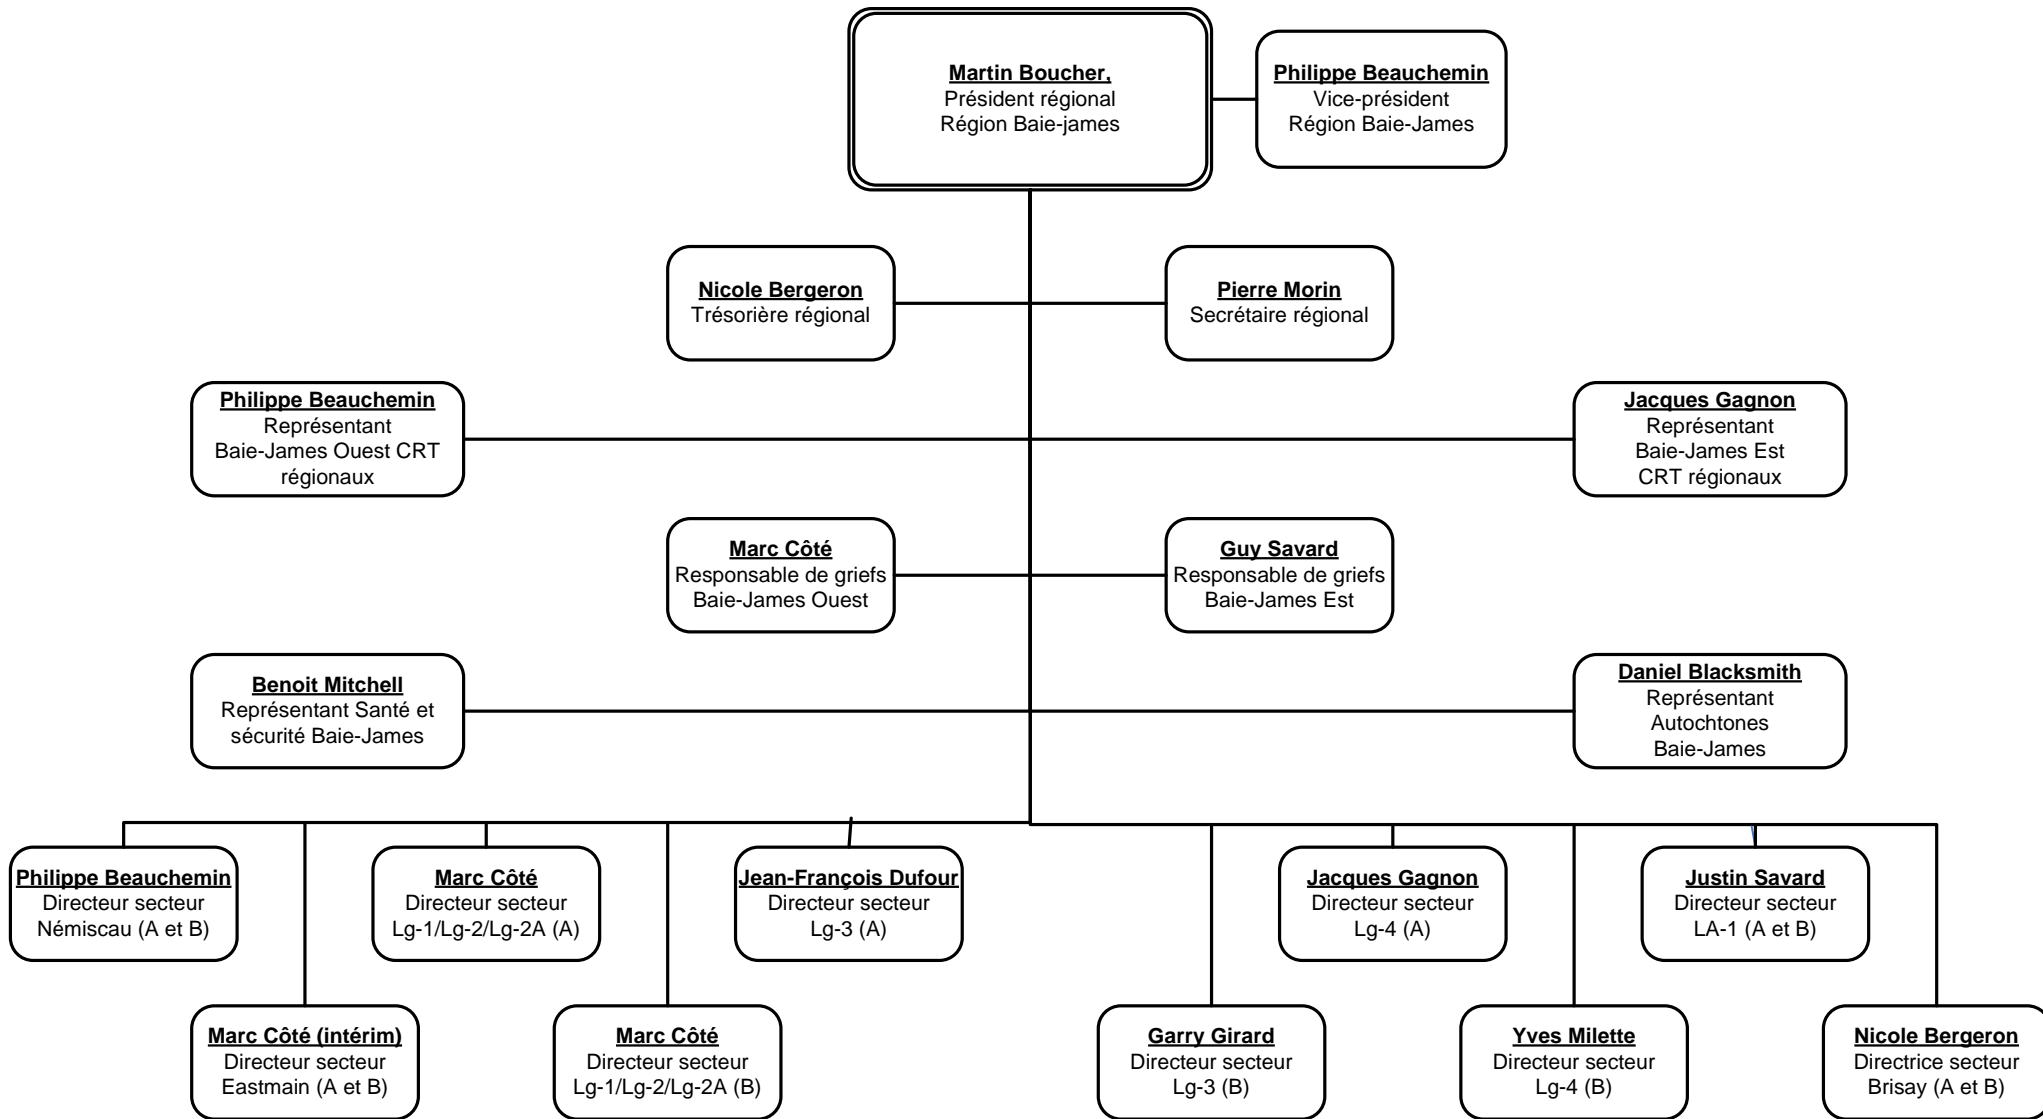 Martin Boucher,
Président régional
Région Baie-james
Philippe Beauchemin
Vice-président
Région Baie-James
Nicole Bergeron
Trésorière régional
Pierre Morin
Secrétaire régional
Philippe Beauchemin
Représentant
Baie-James Ouest CRT
régionaux
Jacques Gagnon
Représentant
Baie-James Est
CRT régionaux
Marc Côté
Responsable de griefs
Baie-James Ouest
Guy Savard
Responsable de griefs
Baie-James Est
Benoit Mitchell
Représentant Santé et
sécurité Baie-James
Daniel Blacksmith
Représentant
Autochtones
Baie-James
Philippe Beauchemin
Directeur secteur
Némiscau (A et B)
Marc Côté
Directeur secteur
Lg-1/Lg-2/Lg-2A (A)
Jean-François Dufour
Directeur secteur
Lg-3 (A)
Jacques Gagnon
Directeur secteur
Lg-4 (A)
Justin Savard
Directeur secteur
LA-1 (A et B)
Marc Côté (intérim)
Directeur secteur
Eastmain (A et B)
Marc Côté
Directeur secteur
Lg-1/Lg-2/Lg-2A (B)
Garry Girard
Directeur secteur
Lg-3 (B)
Yves Milette
Directeur secteur
Lg-4 (B)
Nicole Bergeron
Directrice secteur
Brisay (A et B)